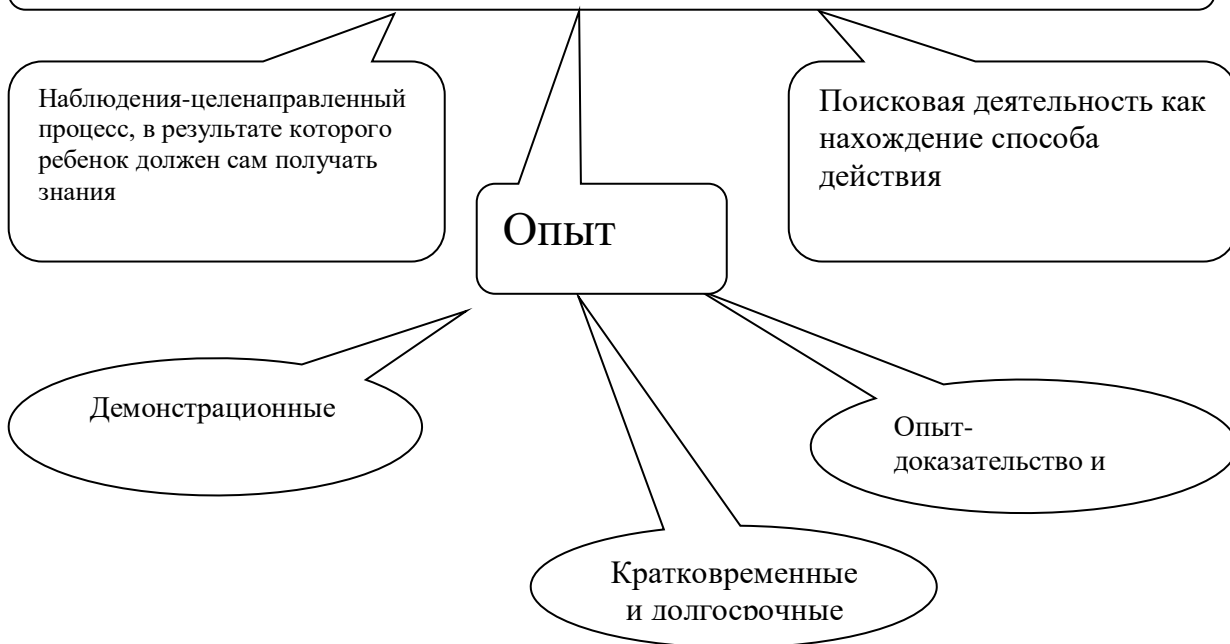 Наблюдения-целенаправленный
процесс, в результате которого
ребенок должен сам получать
знания
Поисковая деятельность как
нахождение способа
действия
Опыт
Демонстрационные
Опыт-
доказательство и
Кратковременные
и долгосрочные